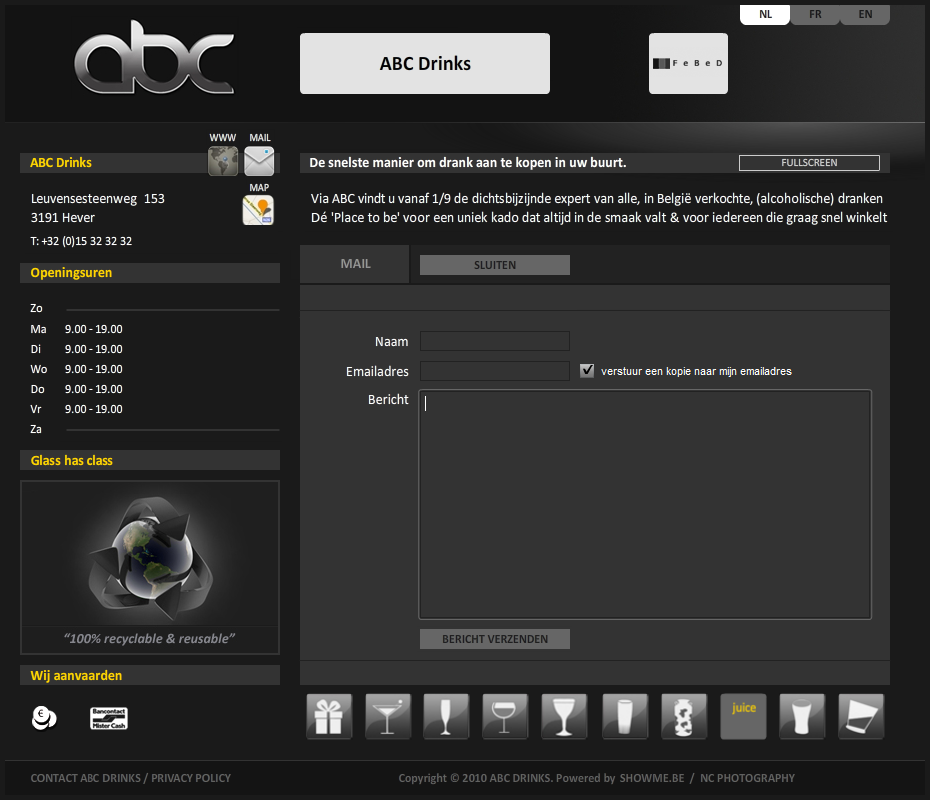 NL FR EN
abc
ABC Drinks
FeBeD
WWW MAIL
ABC Drinks
MAP
Leuvensesteenweg 153
3191 Hever
T: +32 (0)15 32 32 32
Openingsuren
Zo
Ma 9.00 - 19.00
Di 9.00 - 19.00
Wo 9.00 - 19.00
Do 9.00 - 19.00
Vr 9.00 - 19.00
Za
Glass has class
“100% recyclable & reusable”
Wij aanvaarden
€
Bancontact
Mister Cash
De snelste manier om drank aan te kopen in uw buurt.
FULLSCREEN
Via ABC vindt u vanaf 1/9 de dichtsbijzijnde expert van alle, in België verkochte, (alcoholische) dranken
Dé 'Place to be' voor een uniek kado dat altijd in de smaak valt & voor iedereen die graag snel winkelt
MAIL
SLUITEN
Naam
Emailadres
verstuur een kopie naar mijn emailadres
Bericht
BERICHT VERZENDEN
juice
CONTACT ABC DRINKS / PRIVACY POLICY
Copyright © 2010 ABC DRINKS. Powered by SHOWME.BE / NC PHOTOGRAPHY